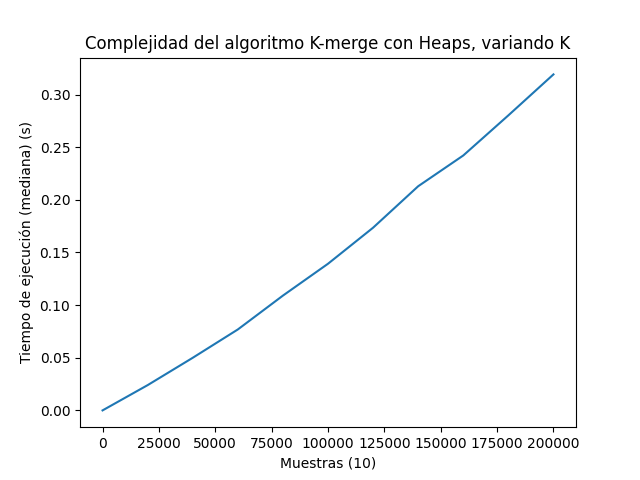 Complejidad del algoritmo K-merge con Heaps, variando K
Tiempo de ejecución (mediana) (s)
0.30
0.25
0.20
0.15
0.10
0.05
0.00
0 25000 50000 75000 100000 125000 150000 175000 200000
Muestras (10)